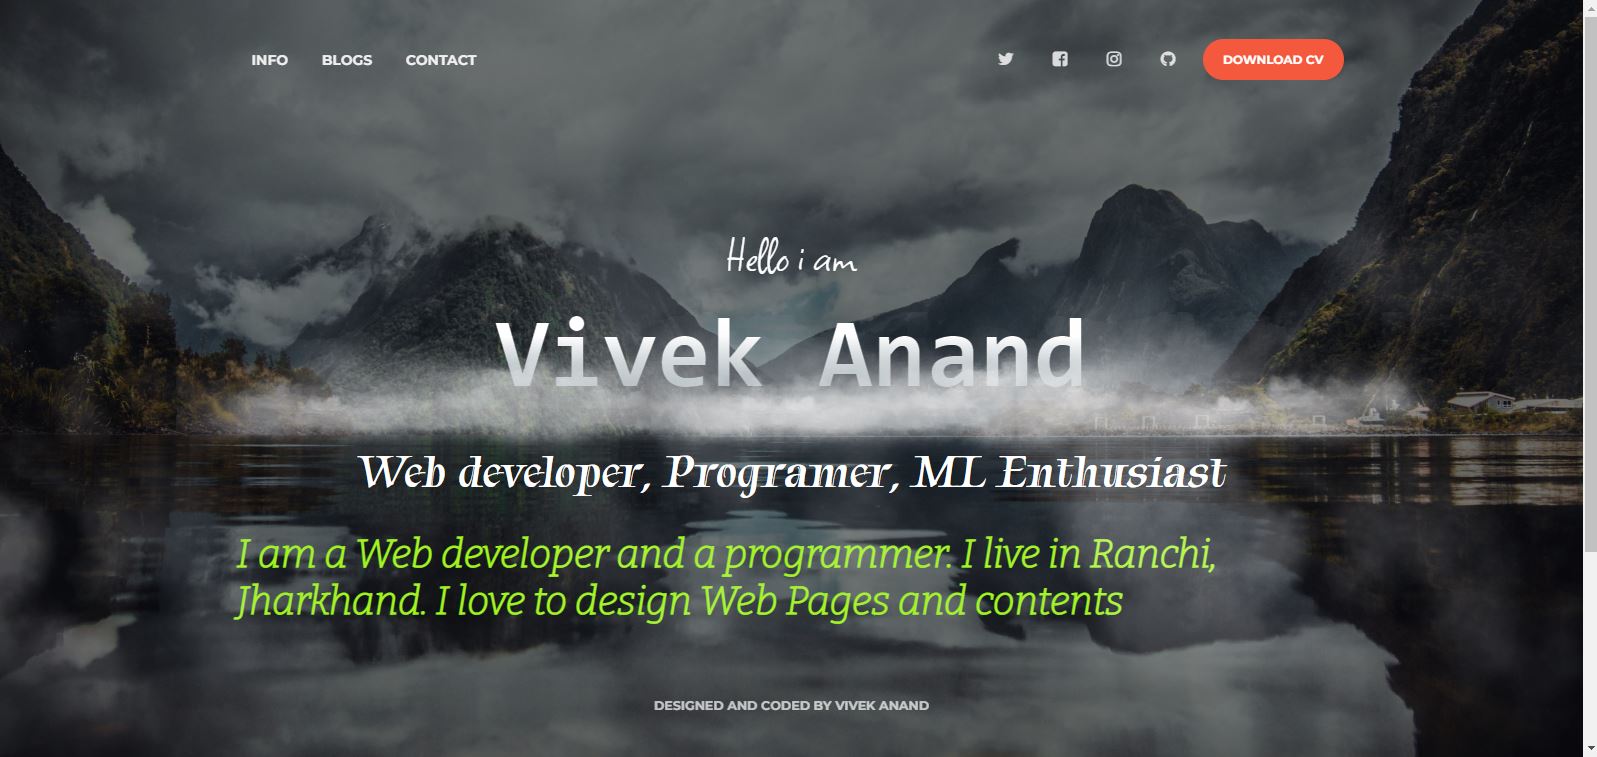 INFO BLOGS CONTACT DOWNLOAD CV
Hello i am
Vivek Anand
Web developer, Programer, ML Enthusiast
I am a Web developer and a programmer. I live in Ranchi,
Jharkhand. I love to design Web Pages and contents
DESIGNED AND CODED BY VIVEK ANAND